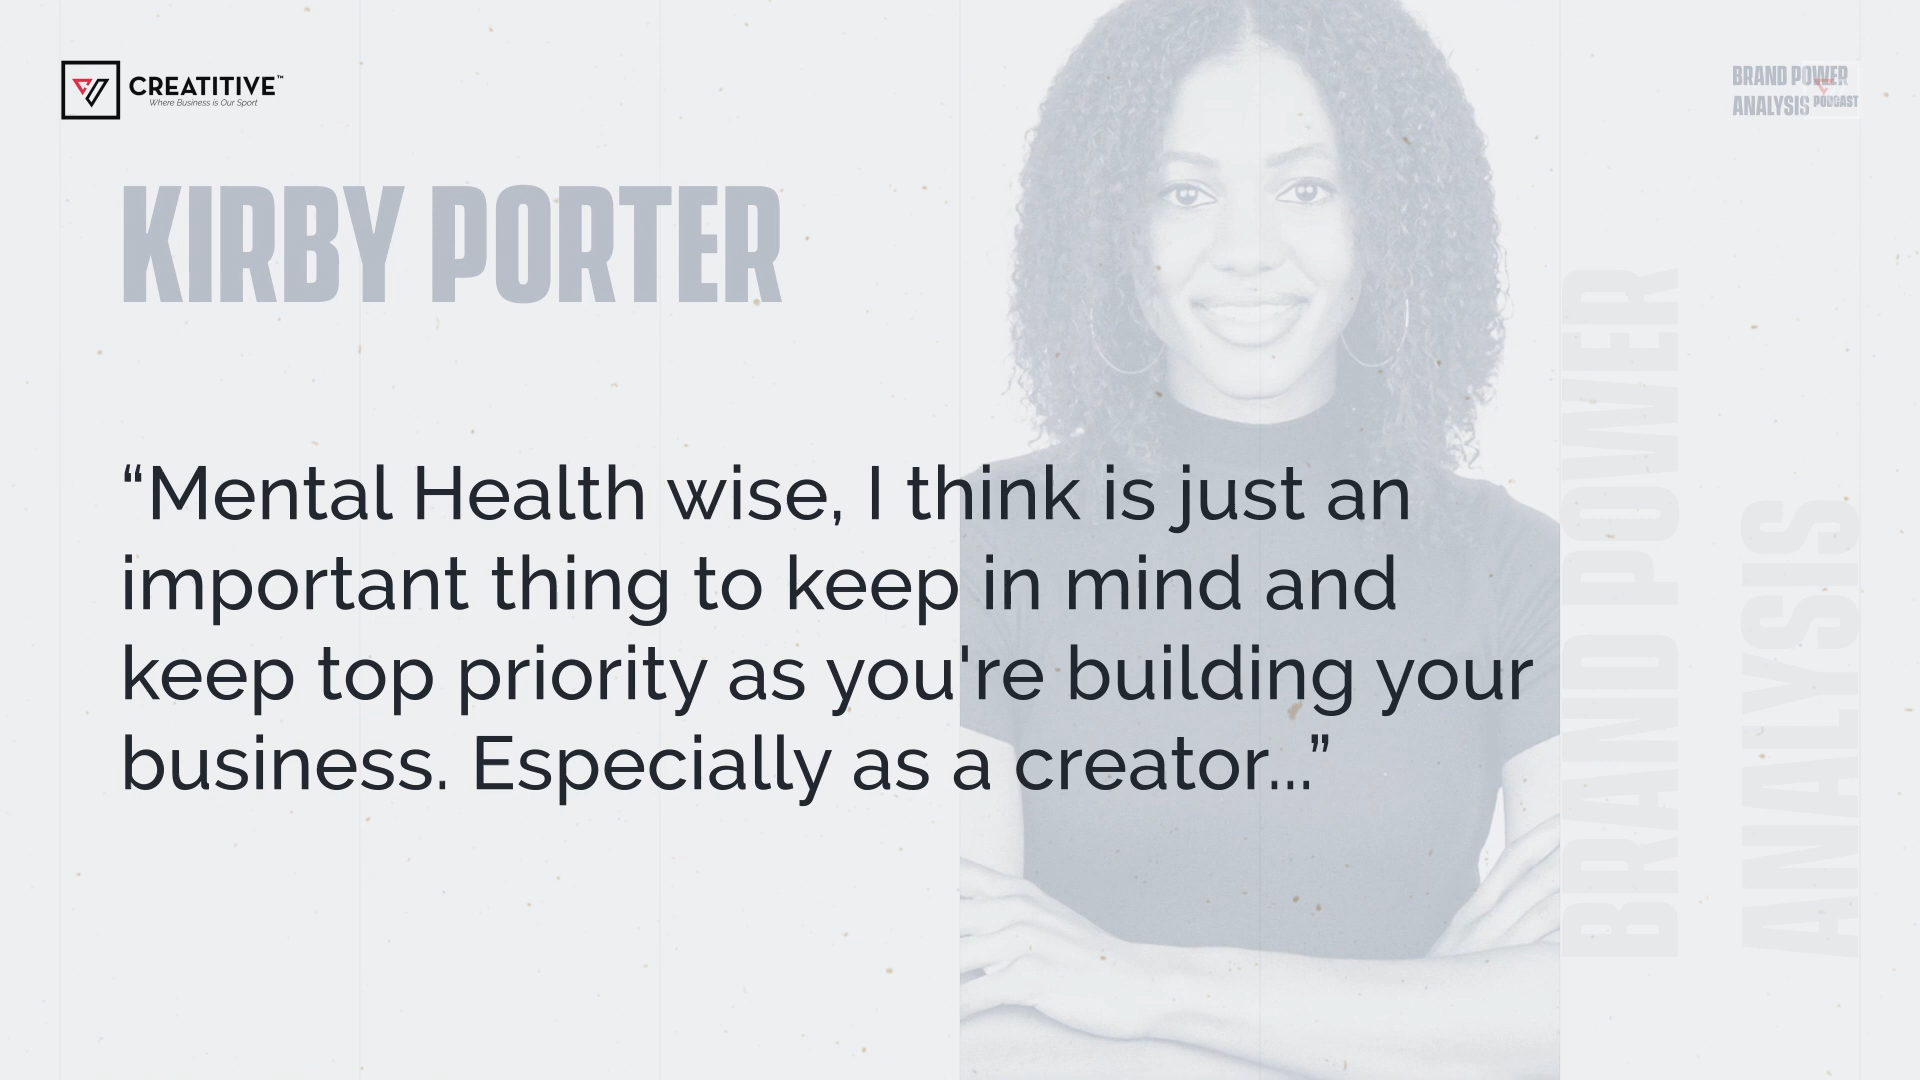 CREATITIVE™
Where Business is Our Sport
BRAND POWER
ANALYSIS PODCAST
KIRBY PORTER
“Mental Health wise, I think is just an
important thing to keep in mind and
keep top priority as you're building your
business. Especially as a creator...”
BRAND POWER
ANALYSIS